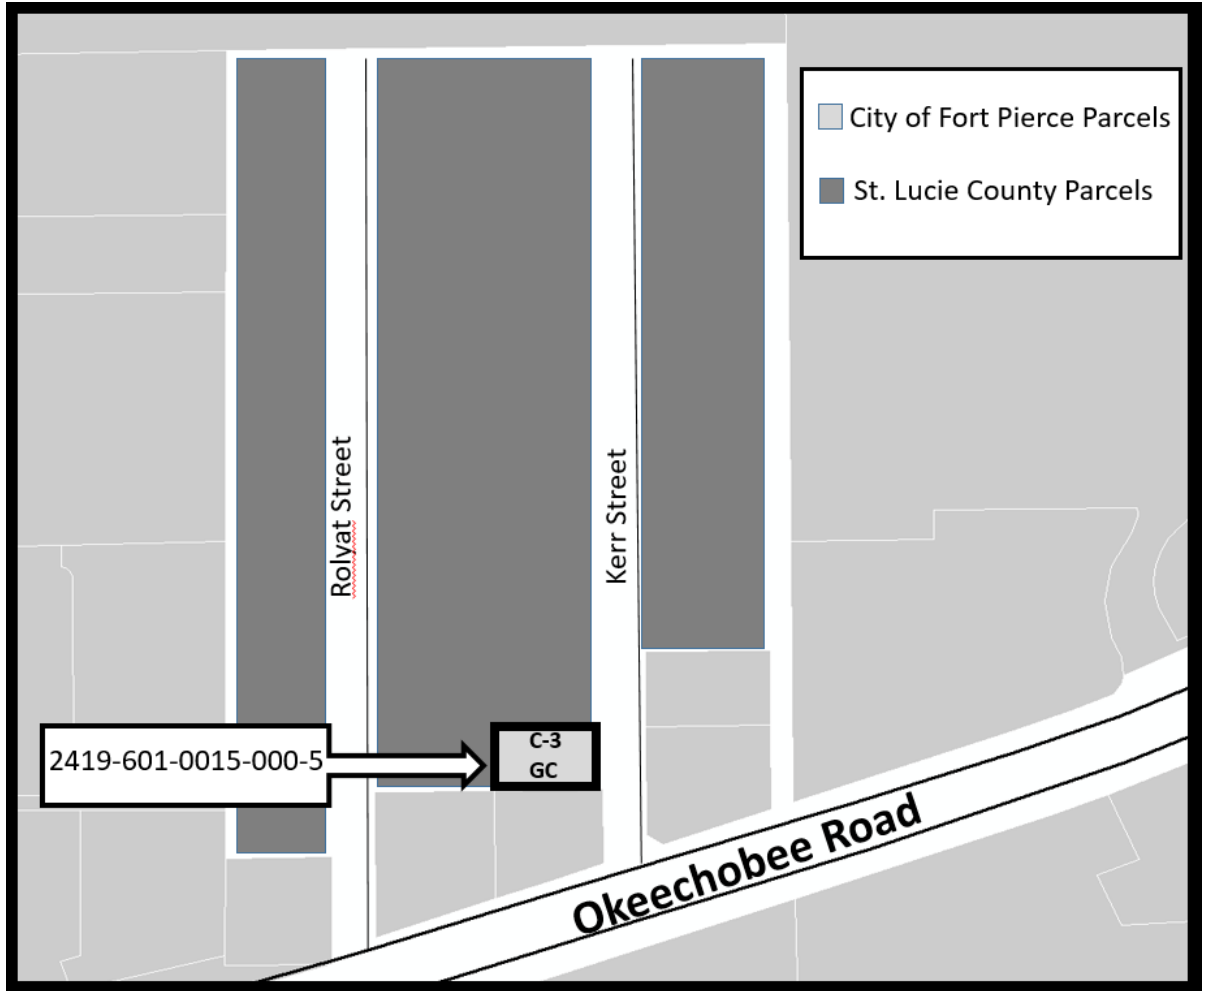 City of Fort Pierce Parcels
St. Lucie County Parcels
Rolyat Street
Kerr Street
2419-601-0015-000-5
C-3
GC
Okeechobee Road